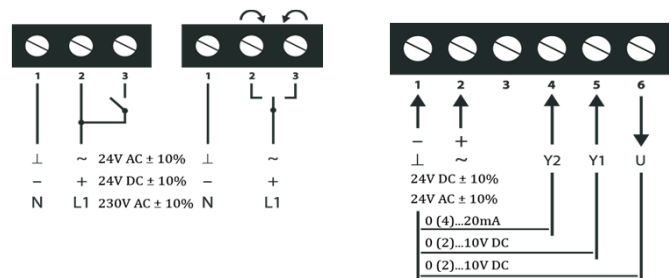 1 2 3
⊥ ~ 24V AC ± 10%
– + 24V DC ± 10%
N L1 230V AC ± 10%
1 2 3
⊥ ~
– +
N L1
1 2 3 4 5 6
– +
⊥ ~ Y2 Y1 U
24V DC ± 10%
24V AC ± 10%
0 (4)...20mA
0 (2)...10V DC
0 (2)...10V DC